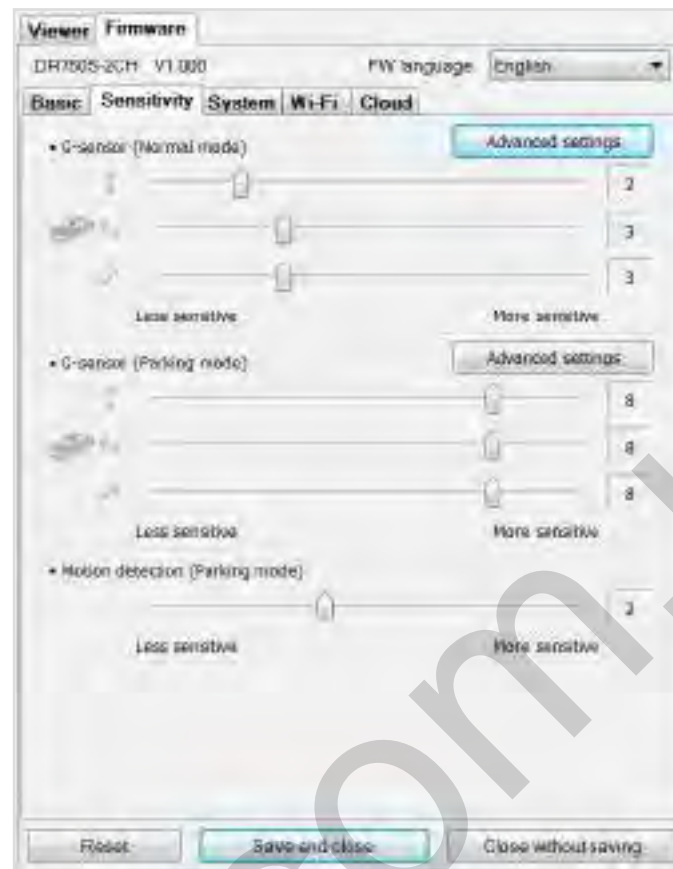 Viewer Firmware
DR750S-2CH V1.000 FW language English
Basic Sensitivity System Wi-Fi Cloud
• G-sensor (Normal mode) Advanced settings
2
3
3
Less sensitive More sensitive
• G-sensor (Parking mode) Advanced settings
8
8
8
Less sensitive More sensitive
• Motion detection (Parking mode)
Less sensitive More sensitive
Reset Save and close Close without saving
com.